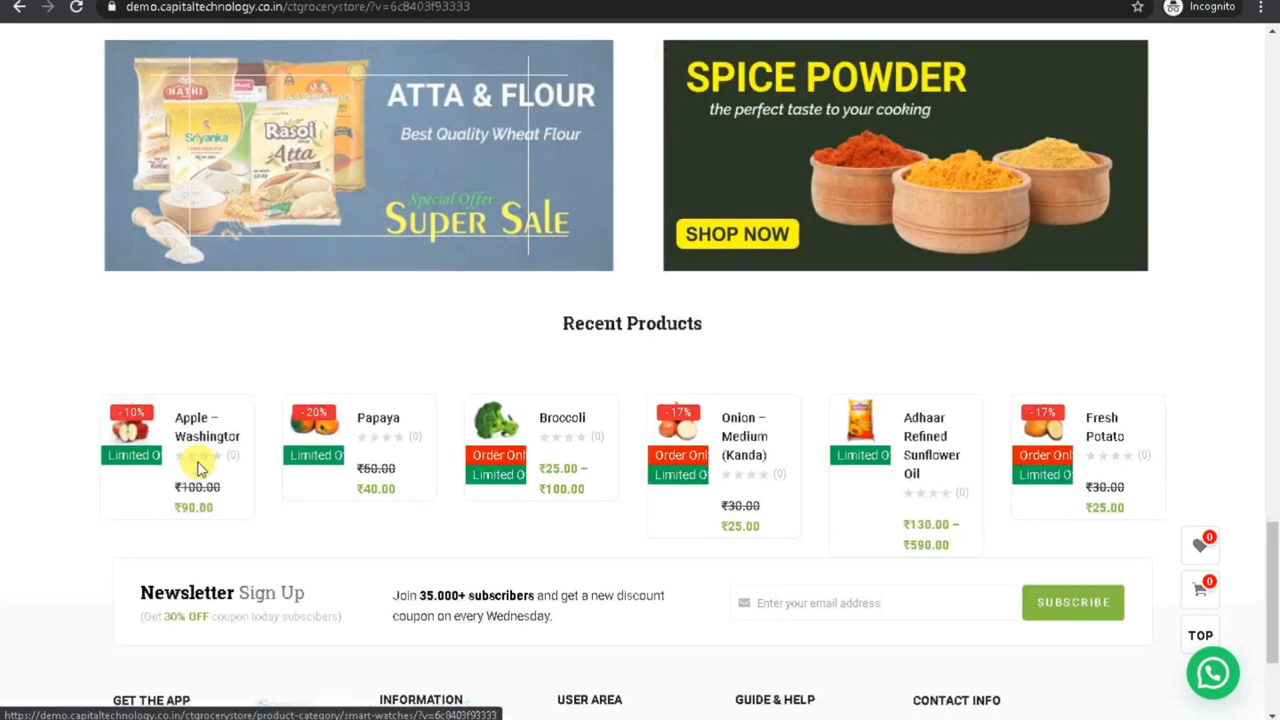 demo.capitaltechnology.co.in/ctgrocerystore/?v=6c8403f93333
Incognito
HATHI
Sriyanka
RASOI
Atta
ATTA & FLOUR
Best Quality Wheat Flour
Special Offer
SUPER SALE
SPICE POWDER
the perfect taste to your cooking
SHOP NOW
Recent Products
- 10%
Limited O
Apple –
Washingtor
(0)
₹100.00
₹90.00
- 20%
Limited O
Papaya
(0)
₹50.00
₹40.00
Order Onl
Limited O
Broccoli
(0)
₹25.00 –
₹100.00
- 17%
Order Onl
Limited O
Onion –
Medium
(Kanda)
(0)
₹30.00
₹25.00
Limited O
Adhaar
Refined
Sunflower
Oil
(0)
₹130.00 –
₹590.00
- 17%
Order Onl
Limited O
Fresh
Potato
(0)
₹30.00
₹25.00
0
0
TOP
Newsletter Sign Up
(Get 30% OFF coupon today subscibers)
Join 35.000+ subscribers and get a new discount
coupon on every Wednesday.
Enter your email address
SUBSCRIBE
GET THE APP
INFORMATION
USER AREA
GUIDE & HELP
CONTACT INFO
https://demo.capitaltechnology.co.in/ctgrocerystore/product-category/smart-watches/?v=6c8403f93333